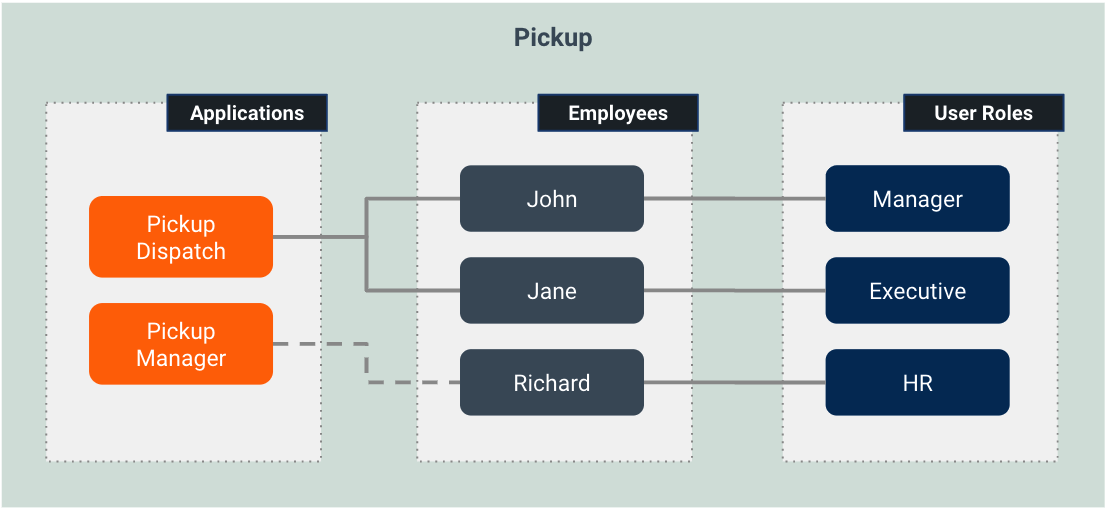 Pickup
Applications
Pickup
Dispatch
Pickup
Manager
Employees
John
Jane
Richard
User Roles
Manager
Executive
HR